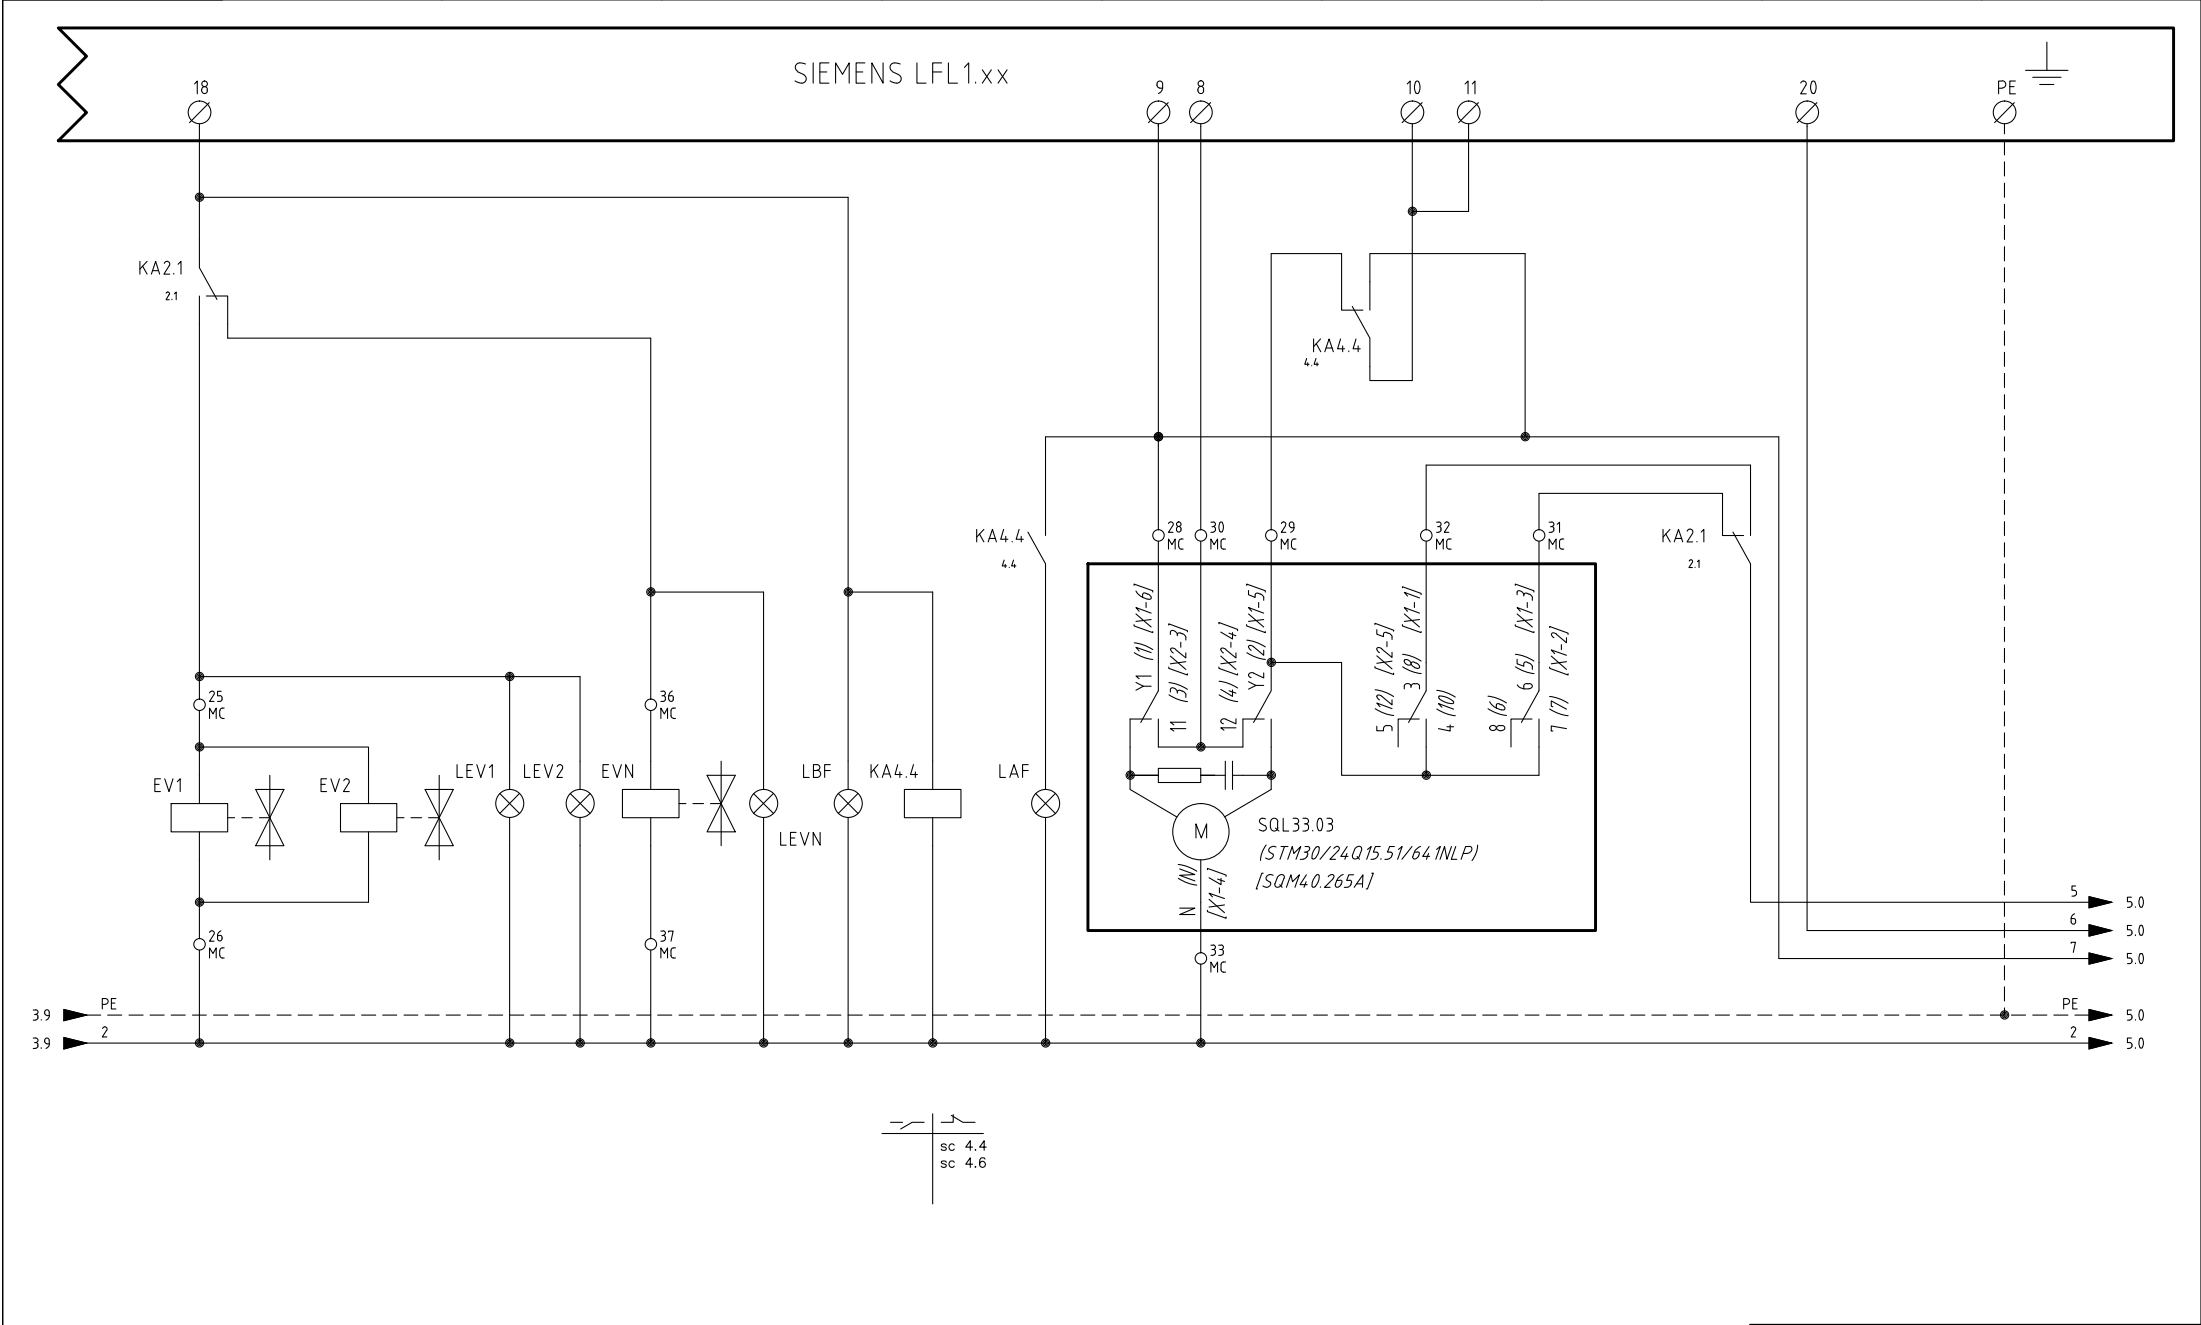 SIEMENS LFL1.xx
18
9
8
10
11
20
PE
KA2.1
2.1
KA4.4
4.4
KA4.4
4.4
28
MC
30
MC
29
MC
32
MC
31
MC
KA2.1
2.1
Y1 (1) [X1-6]
11 (3) [X2-3]
12 (4) [X2-4]
Y2 (2) [X1-5]
5 (12) [X2-5]
3 (8) [X1-1]
4 (10)
8 (6)
6 (5) [X1-3]
7 (7) [X1-2]
25
MC
36
MC
EV1
EV2
LEV1
LEV2
EVN
LEVN
LBF
KA4.4
LAF
M
SQL33.03
(STM30/24Q15.51/641NLP)
[SQM40.265A]
N (N)
[X1-4]
26
MC
37
MC
33
MC
5
5.0
6
5.0
7
5.0
3.9
PE
PE
5.0
3.9
2
2
5.0
sc 4.4
sc 4.6